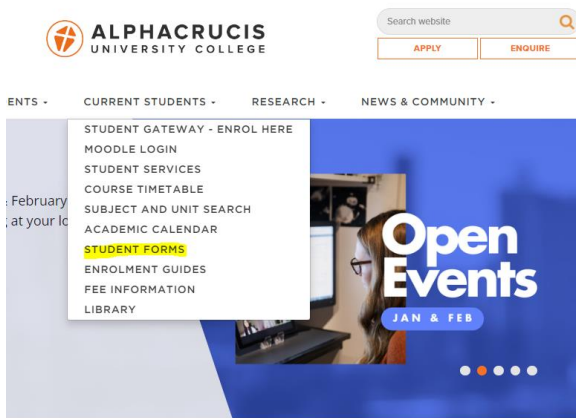 ALPHACRUCIS
UNIVERSITY COLLEGE
Search website
APPLY
ENQUIRE
ENTS
CURRENT STUDENTS
RESEARCH
NEWS & COMMUNITY
STUDENT GATEWAY - ENROL HERE
MOODLE LOGIN
STUDENT SERVICES
COURSE TIMETABLE
SUBJECT AND UNIT SEARCH
ACADEMIC CALENDAR
STUDENT FORMS
ENROLMENT GUIDES
FEE INFORMATION
LIBRARY
February
at your lo
Open
Events
JAN & FEB